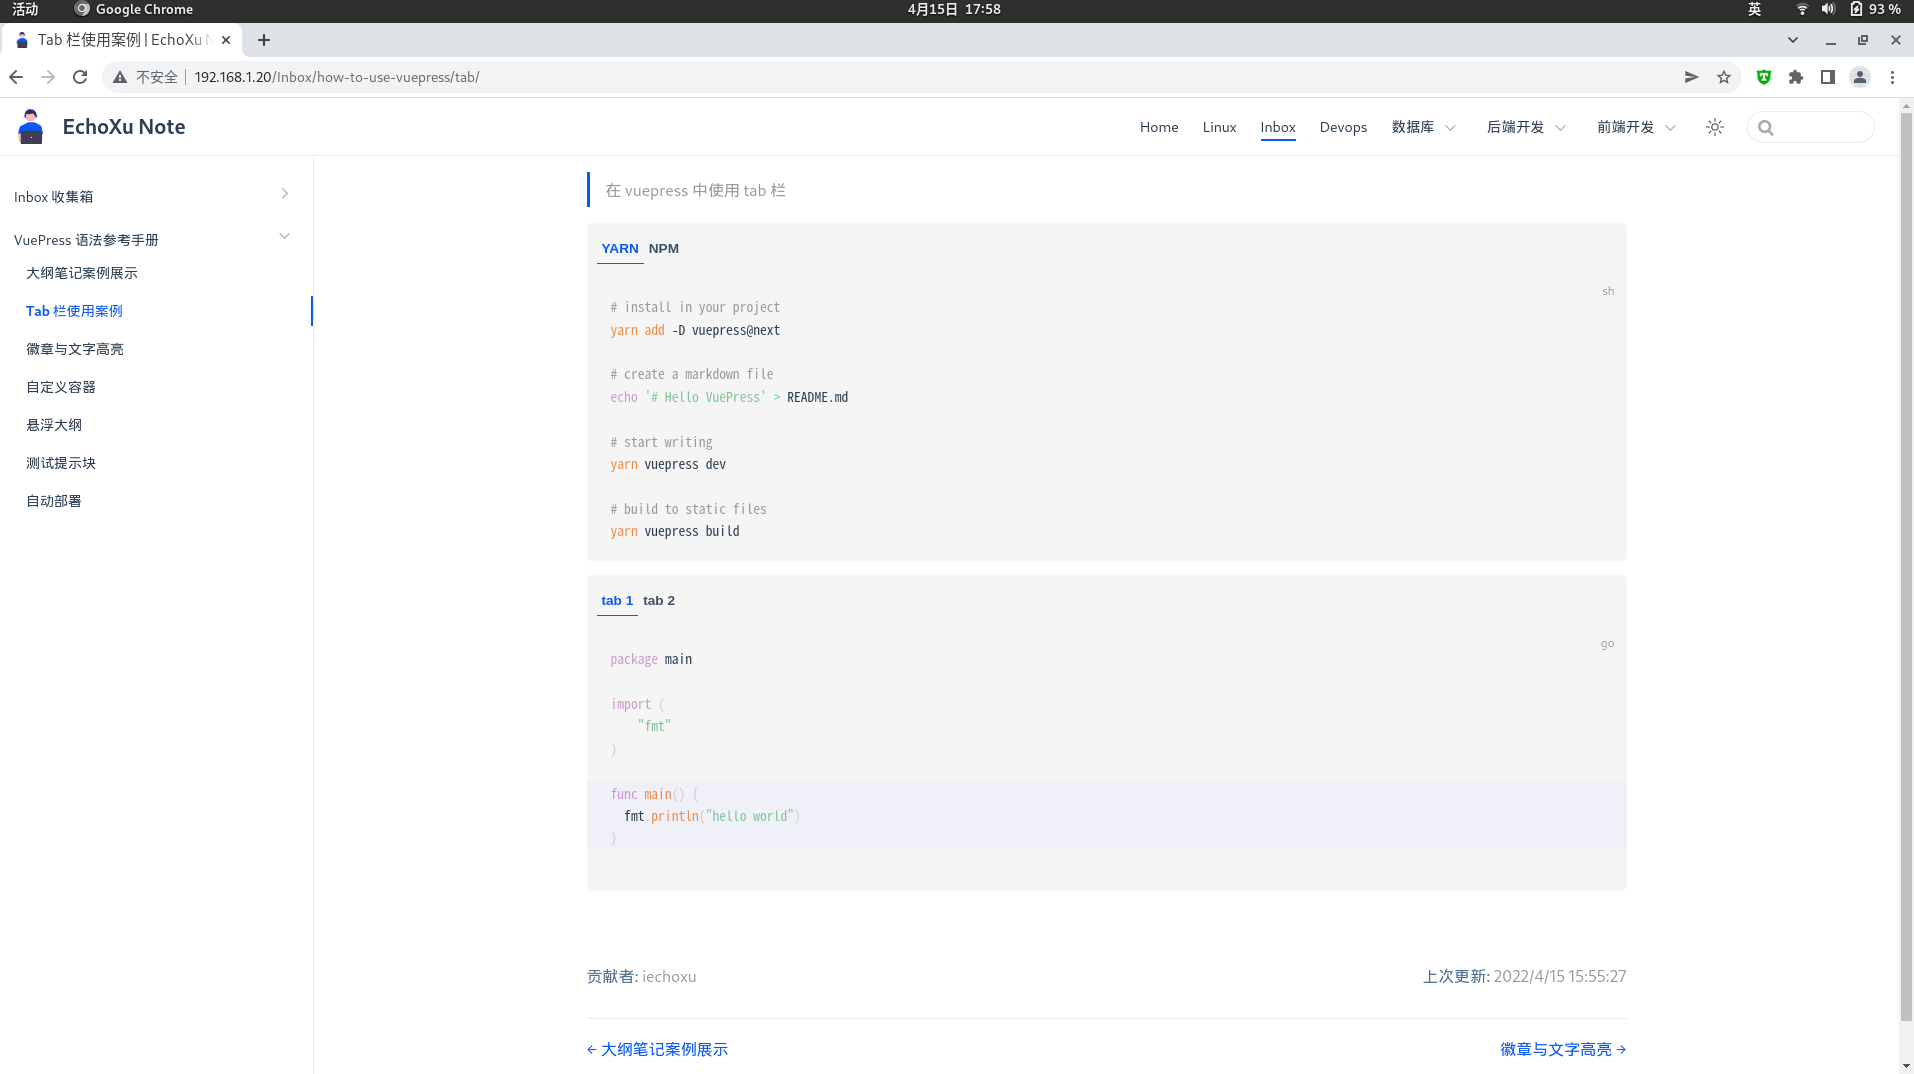 活动 Google Chrome 4月15日 17:58 英 93 %
Tab 栏使用案例 | EchoXu N
不安全 192.168.1.20/Inbox/how-to-use-vuepress/tab/
EchoXu Note Home Linux Inbox Devops 数据库 后端开发 前端开发
Inbox 收集箱
VuePress 语法参考手册
大纲笔记案例展示
Tab 栏使用案例
徽章与文字高亮
自定义容器
悬浮大纲
测试提示块
自动部署
在 vuepress 中使用 tab 栏
YARN NPM
sh
# install in your project
yarn add -D vuepress@next
# create a markdown file
echo '# Hello VuePress' > README.md
# start writing
yarn vuepress dev
# build to static files
yarn vuepress build
tab 1 tab 2
go
package main
import (
"fmt"
)
func main() {
fmt.println("hello world")
}
贡献者: iechoxu 上次更新: 2022/4/15 15:55:27
← 大纲笔记案例展示 徽章与文字高亮 →